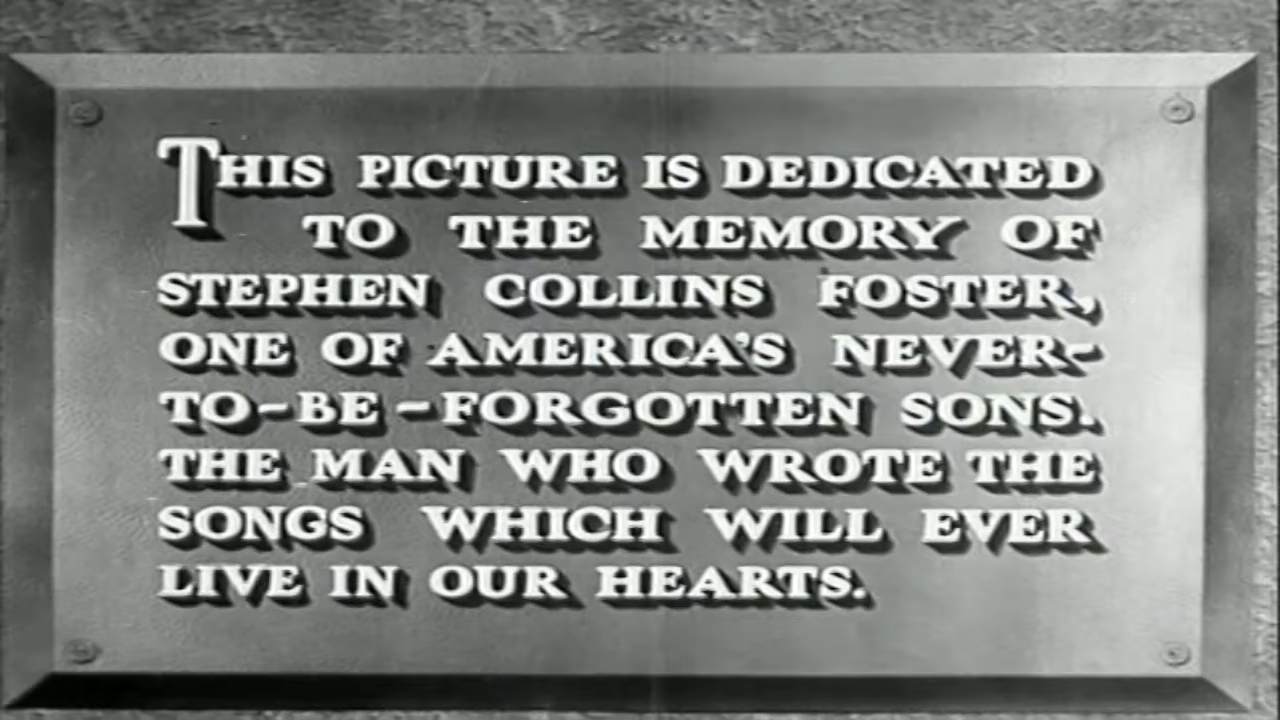 THIS PICTURE IS DEDICATED
TO THE MEMORY OF
STEPHEN COLLINS FOSTER,
ONE OF AMERICA'S NEVER-
TO-BE-FORGOTTEN SONS.
THE MAN WHO WROTE THE
SONGS WHICH WILL EVER
LIVE IN OUR HEARTS.